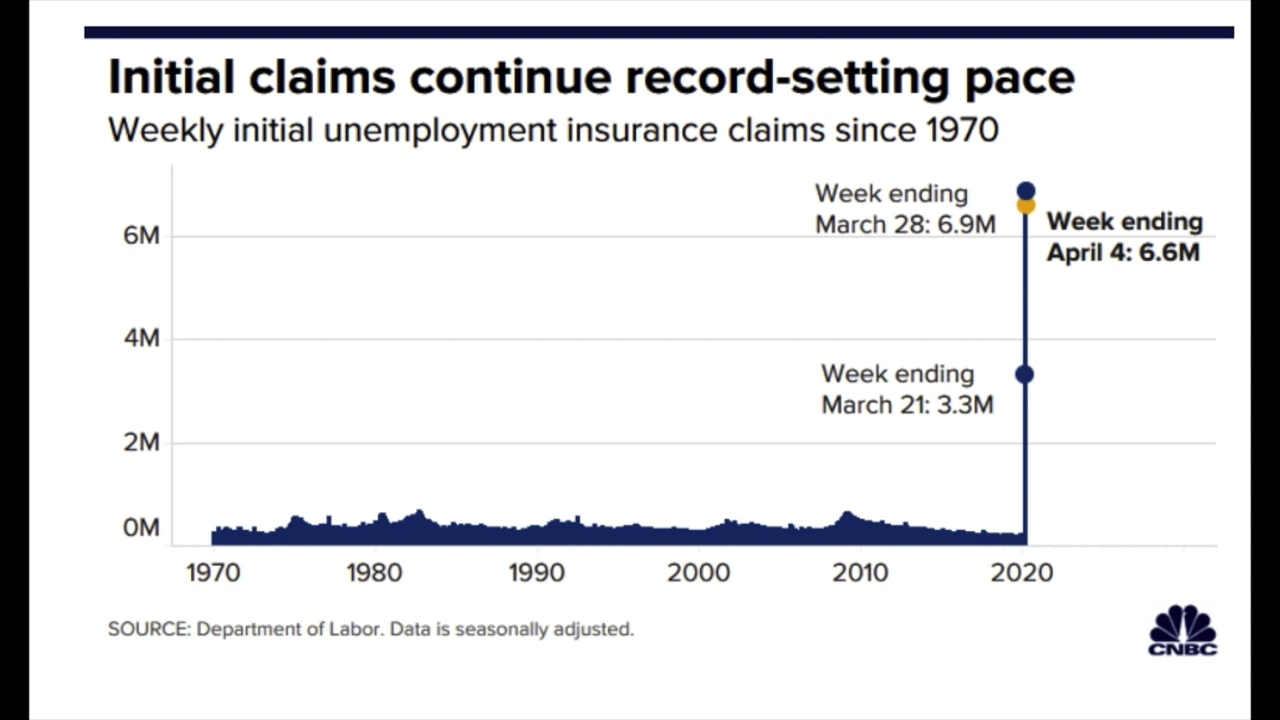 Initial claims continue record-setting pace
Weekly initial unemployment insurance claims since 1970
Week ending
March 28: 6.9M
Week ending
April 4: 6.6M
6M
4M
Week ending
March 21: 3.3M
2M
0M
1970 1980 1990 2000 2010 2020
SOURCE: Department of Labor. Data is seasonally adjusted.
CNBC